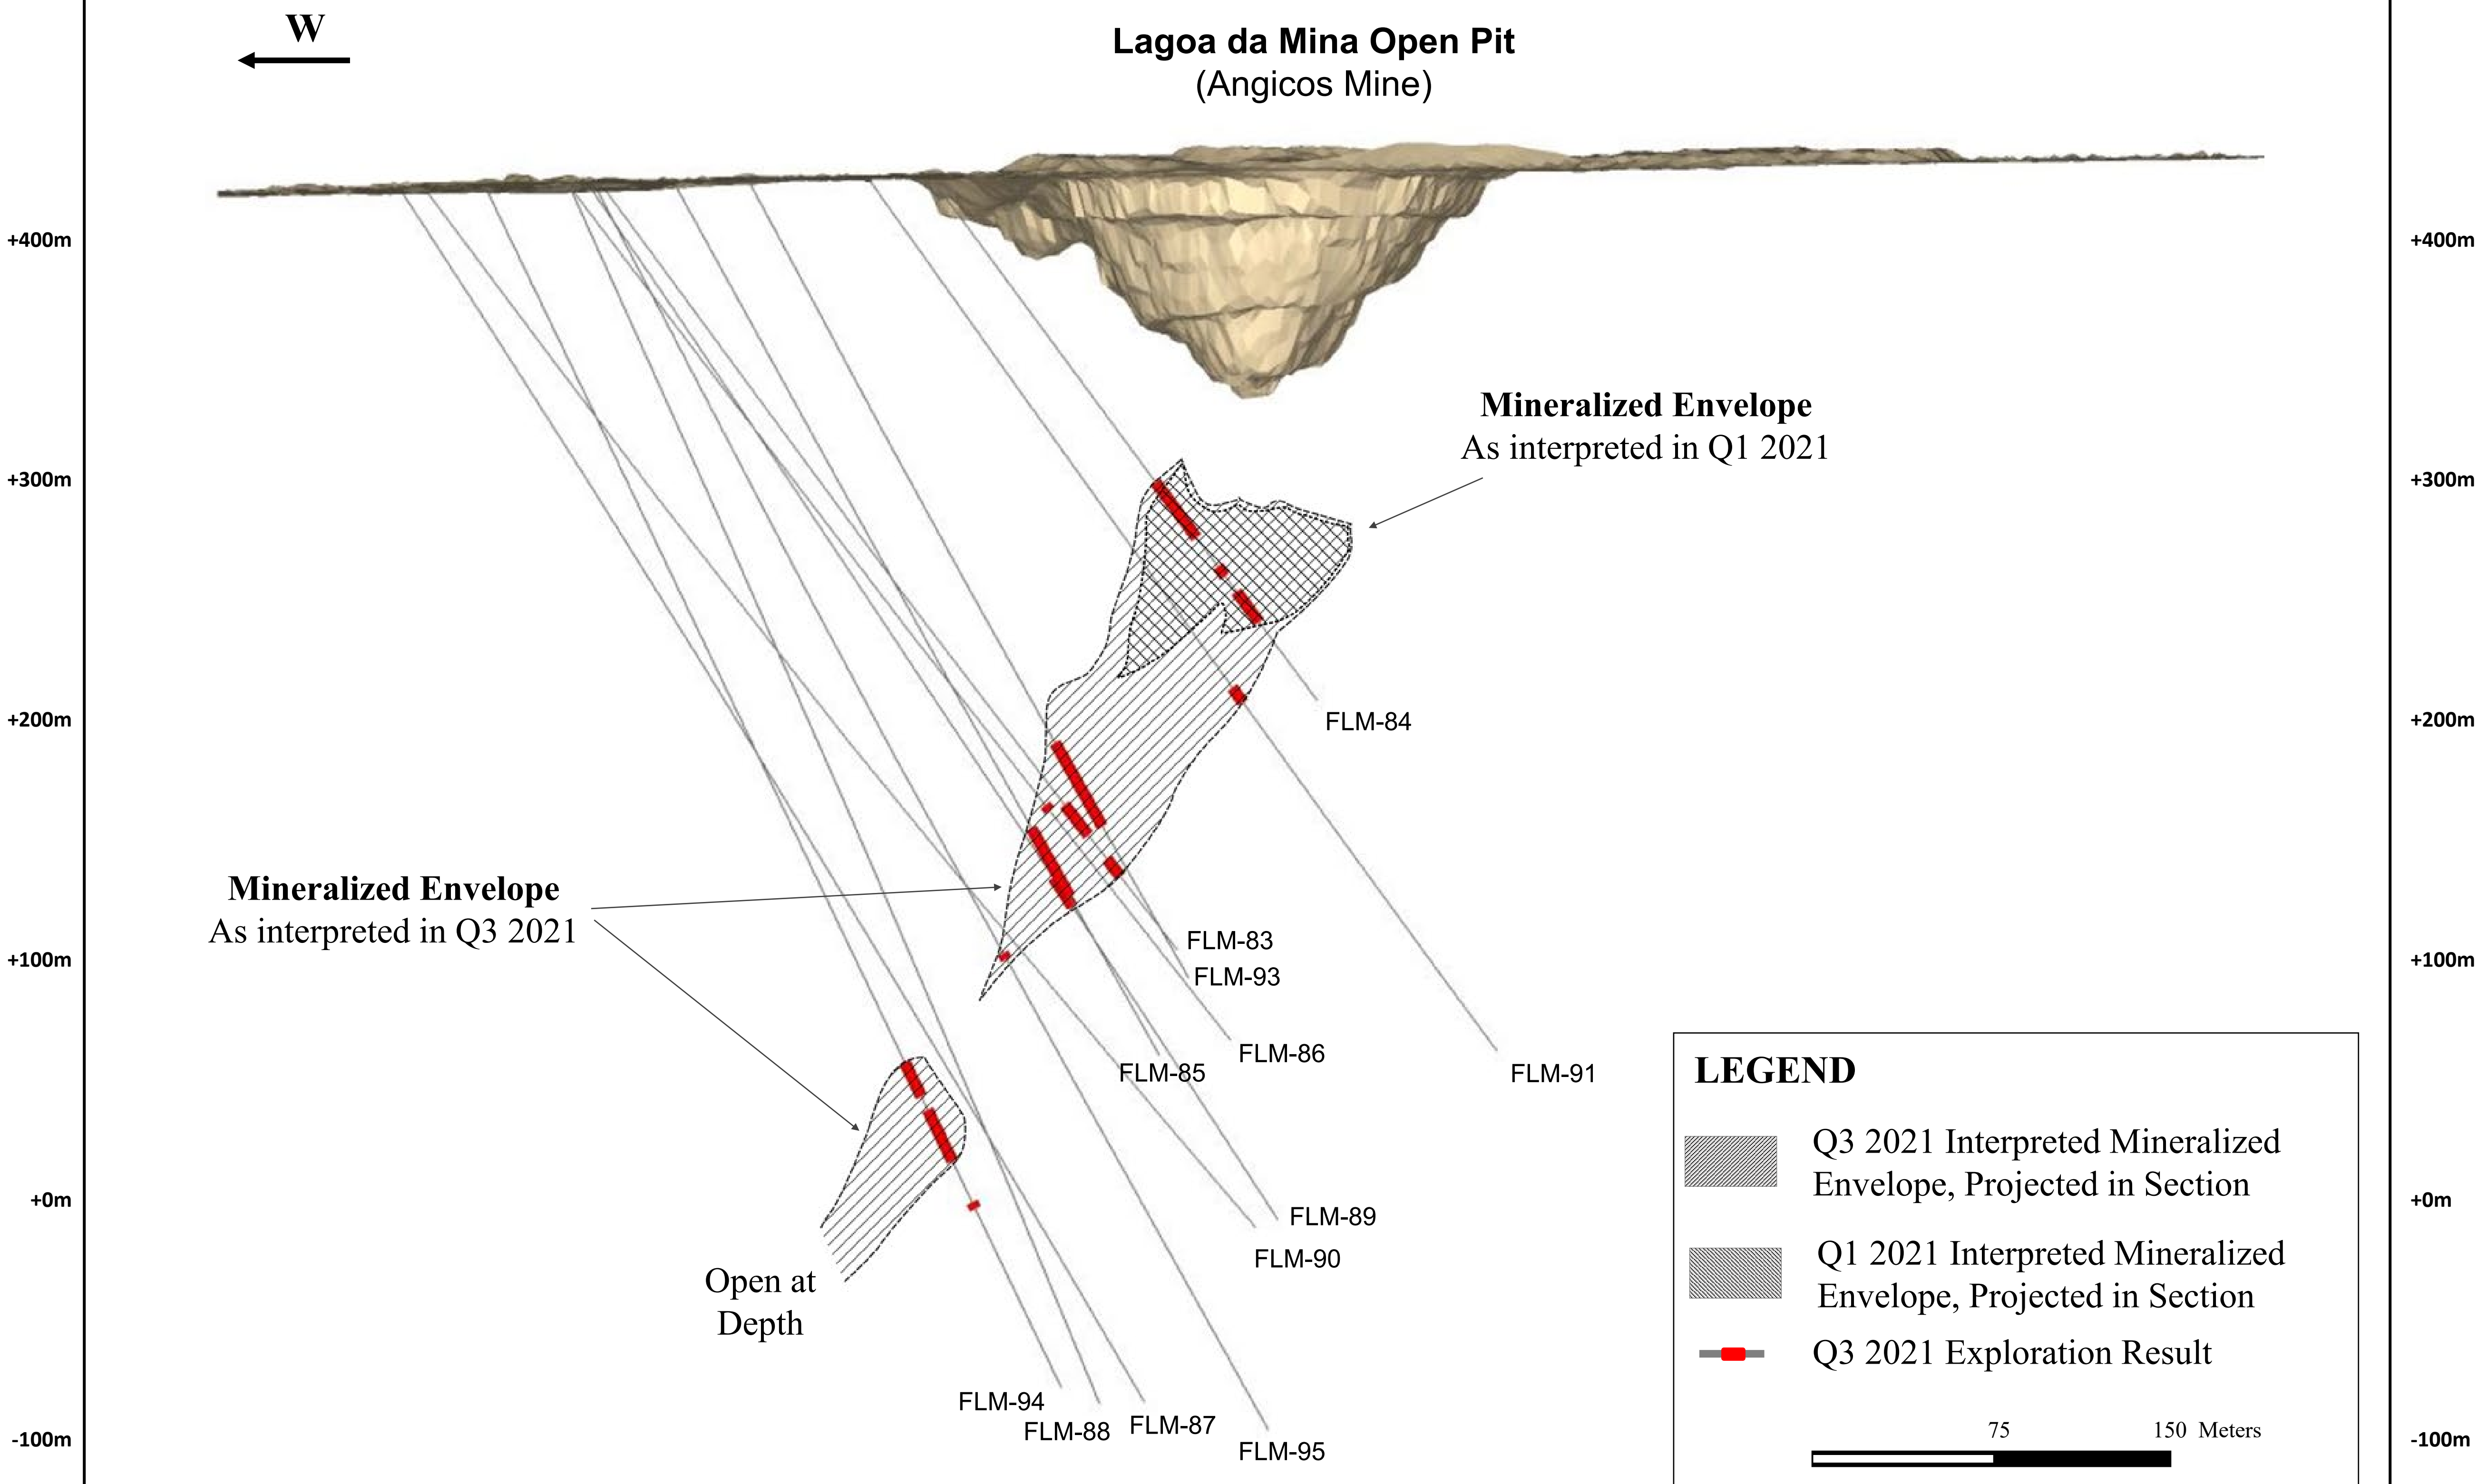 W
Lagoa da Mina Open Pit
(Angicos Mine)
+400m
+400m
Mineralized Envelope
As interpreted in Q1 2021
+300m
+300m
+200m
+200m
FLM-84
Mineralized Envelope
As interpreted in Q3 2021
FLM-83
+100m
+100m
FLM-93
FLM-86
FLM-85
FLM-91
LEGEND
Q3 2021 Interpreted Mineralized
Envelope, Projected in Section
+0m
+0m
FLM-89
FLM-90
Q1 2021 Interpreted Mineralized
Envelope, Projected in Section
Open at
Depth
Q3 2021 Exploration Result
FLM-94
FLM-88
FLM-87
FLM-95
75
150 Meters
-100m
-100m